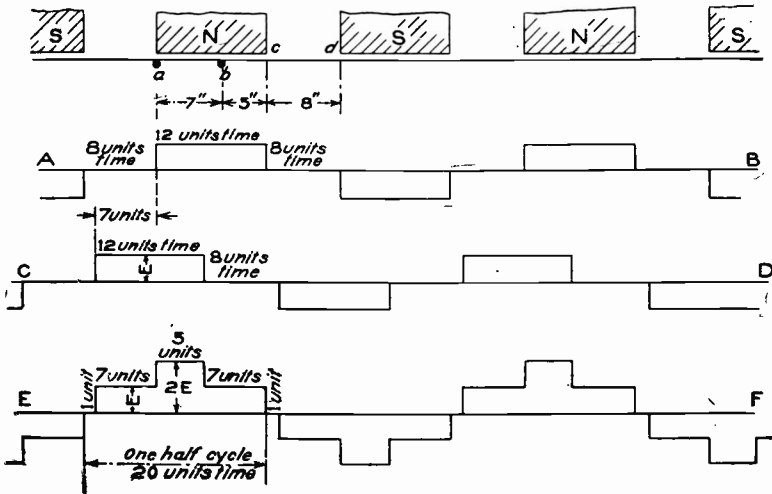 S N S N S
c d
a b
7" 5" 8"
12 units time
A 8 units time 8 units time B
7 units
12 units time
C E 8 units time D
5 units
1 unit 7 units 7 units 1 unit
E E 2E F
one half cycle
20 units time